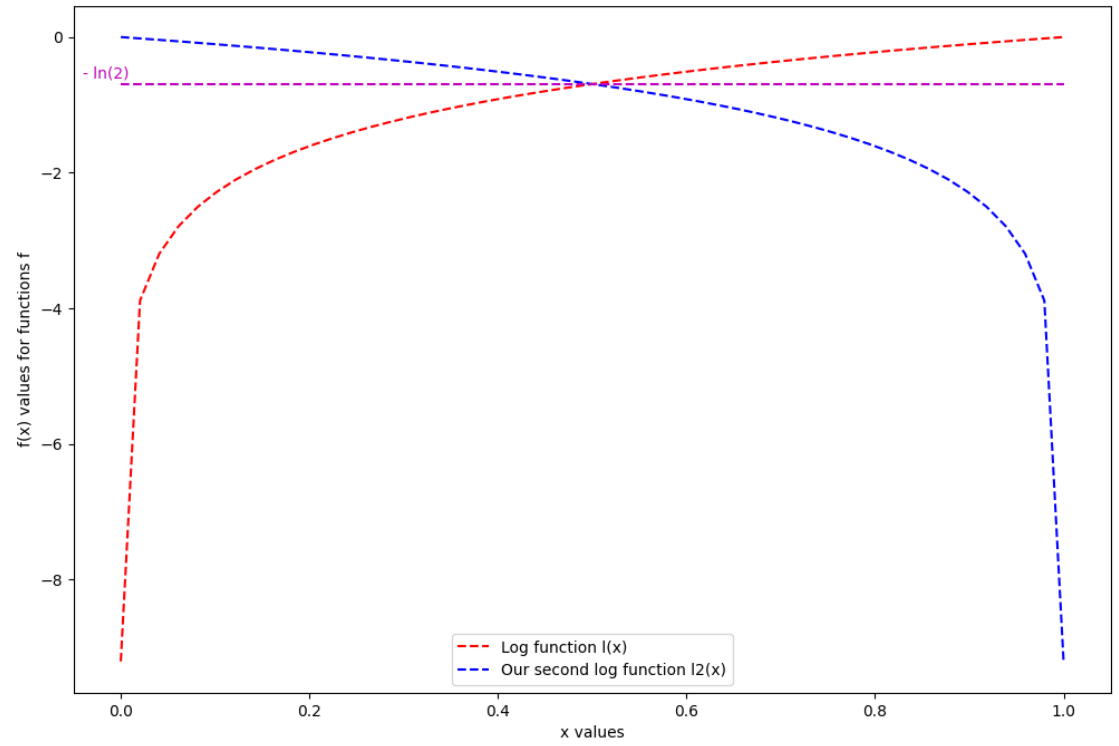 0
- ln(2)
−2
−4
−6
−8
f(x) values for functions f
Log function l(x)
Our second log function l2(x)
0.0
0.2
0.4
0.6
0.8
1.0
x values